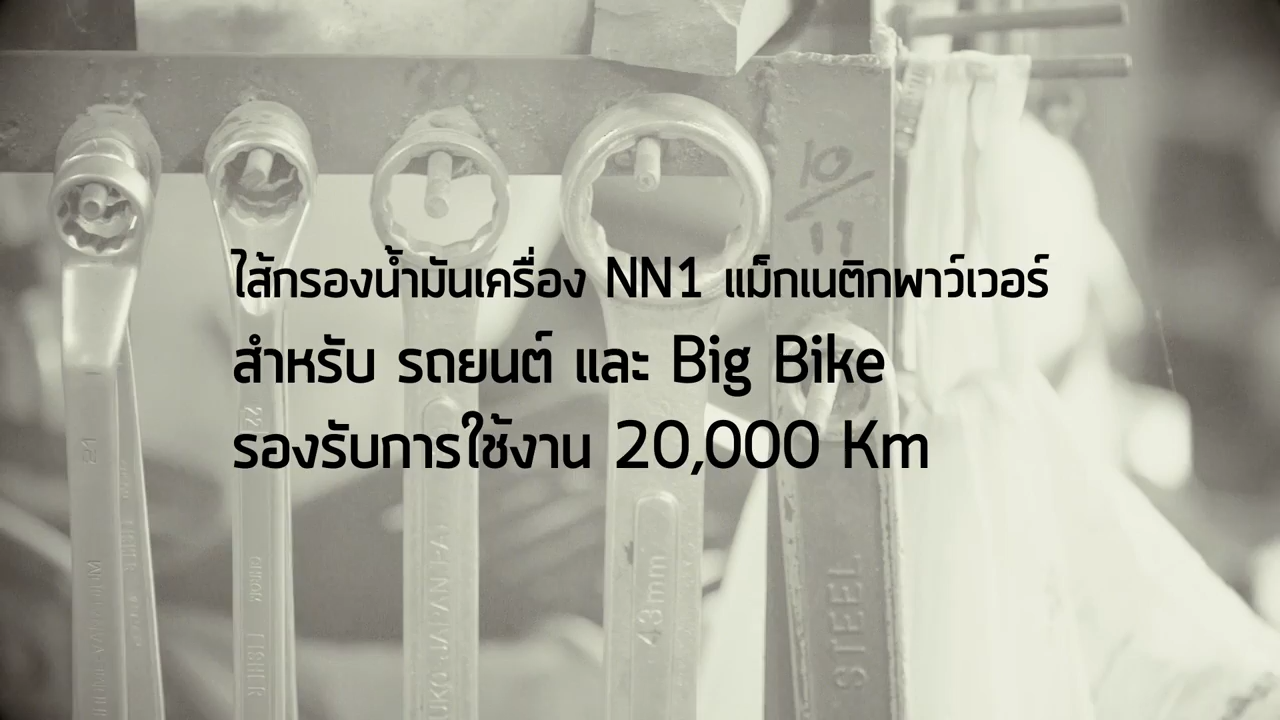 10/11
ไส้กรองน้ำมันเครื่อง NN1 แม็กเนติกพาว์เวอร์
สำหรับ รถยนต์ และ Big Bike
รองรับการใช้งาน 20,000 Km
22
21
43mm
STEEL
JAPAN